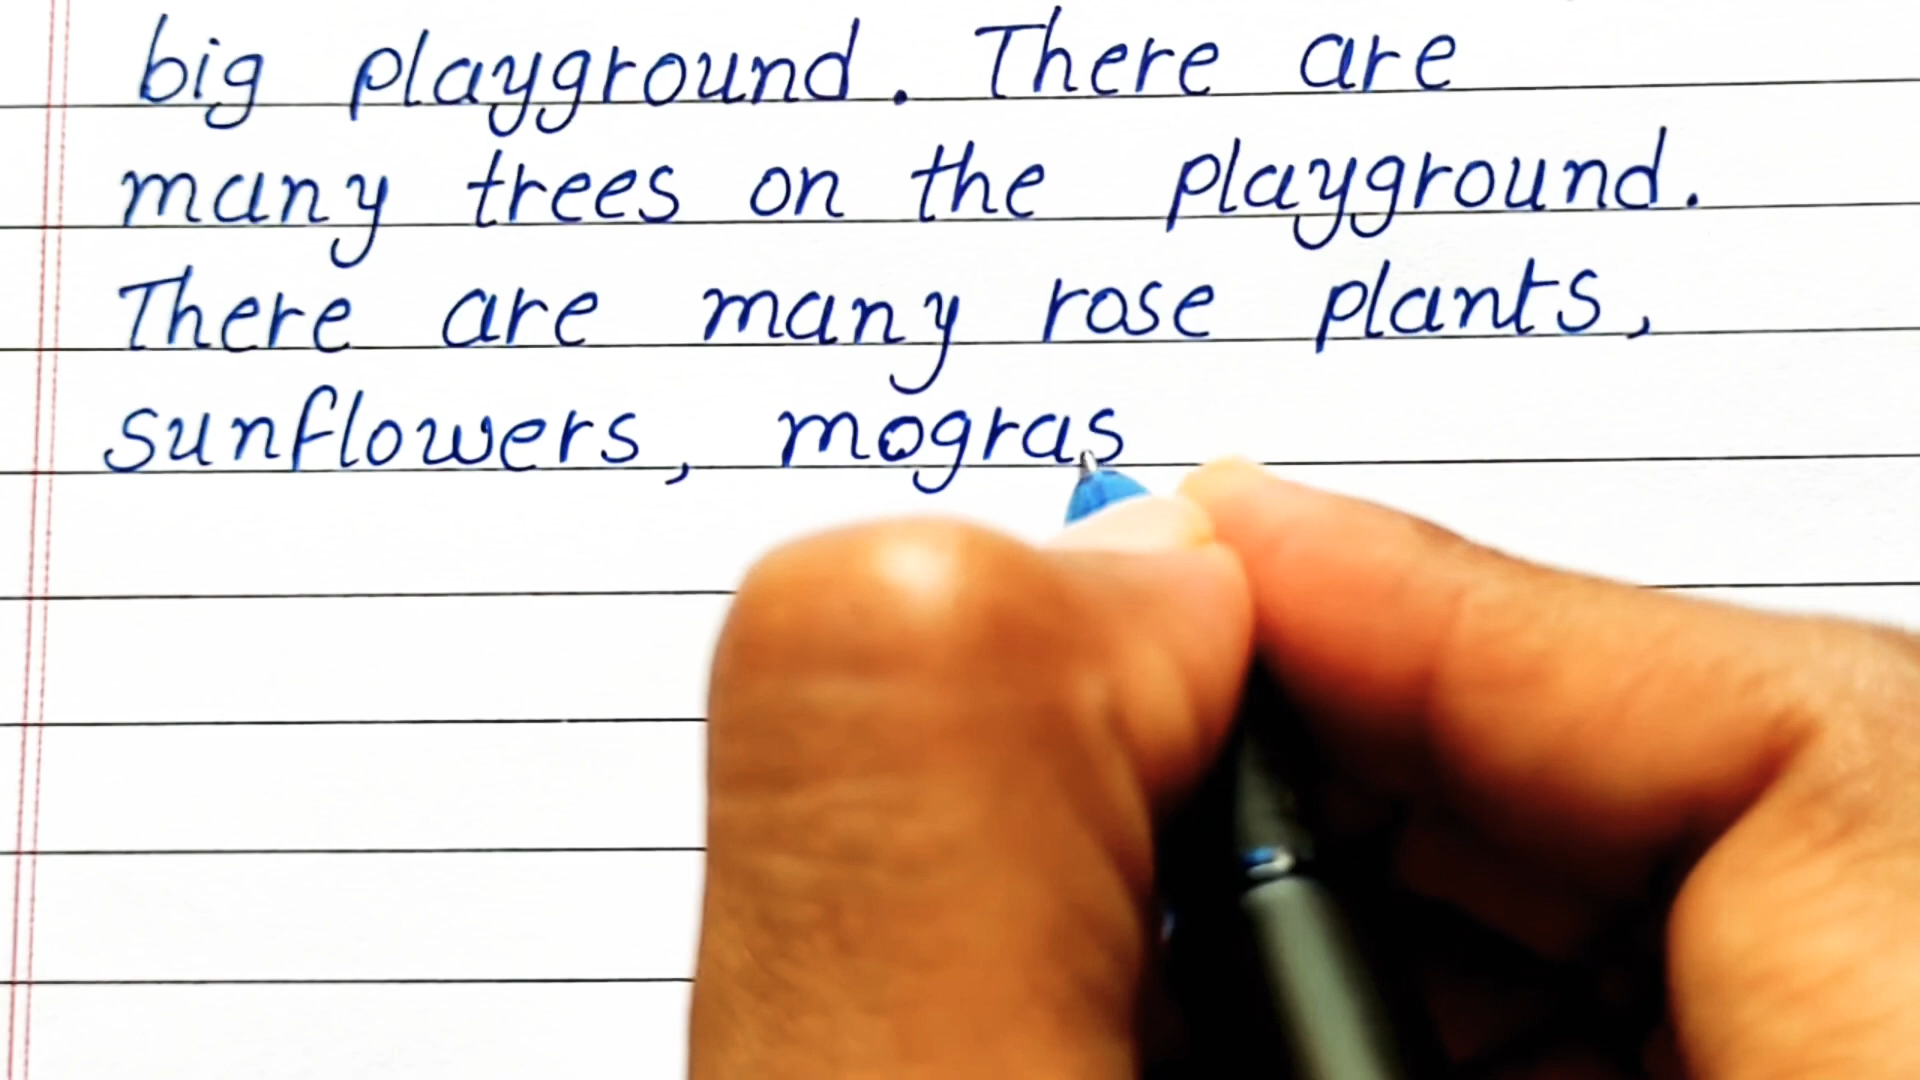 big playground. There are
many trees on the playground.
There are many rose plants,
sunflowers, mogras